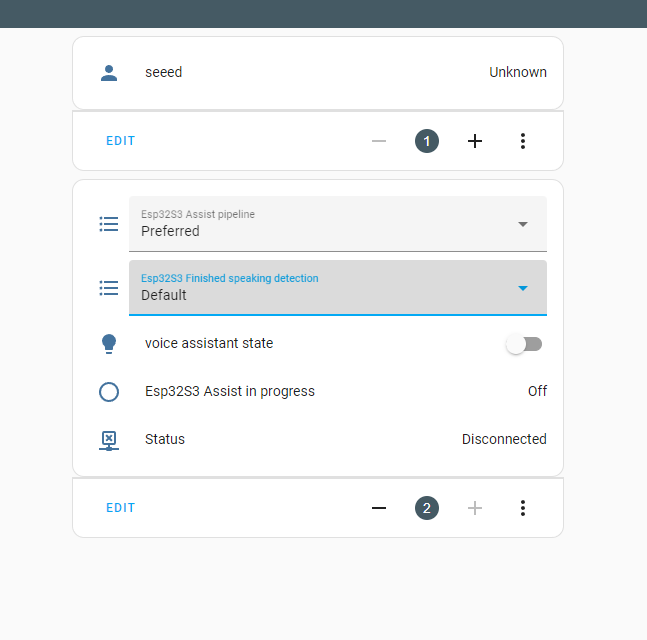 seeed
Unknown
EDIT
1
Esp32S3 Assist pipeline
Preferred
Esp32S3 Finished speaking detection
Default
voice assistant state
Esp32S3 Assist in progress
Off
Status
Disconnected
EDIT
2